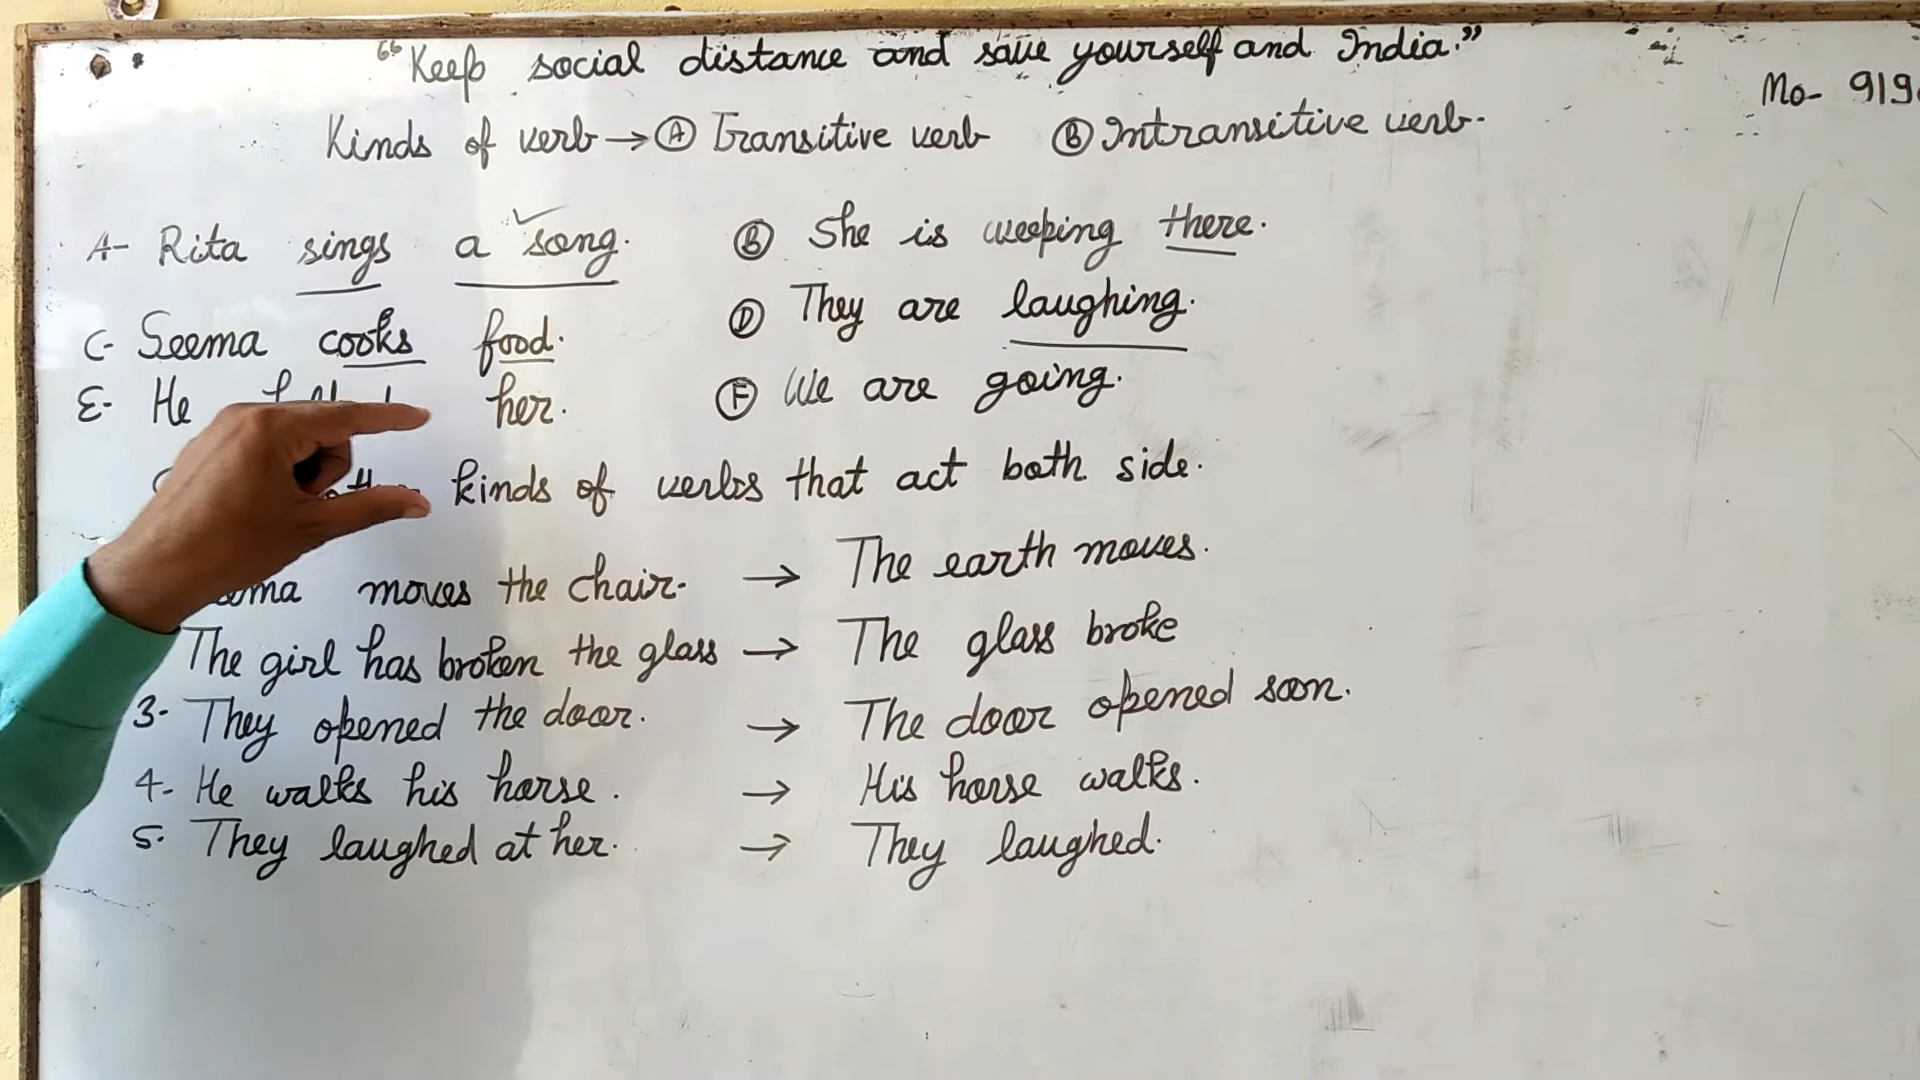 "Keep social distance and save yourself and India."
Mo- 919
Kinds of verb → Ⓐ Transitive verb Ⓑ Intransitive verb.
A- Rita sings a song. Ⓑ She is weeping there.
C- Seema cooks food. Ⓓ They are laughing.
E- He her. Ⓕ We are going.
kinds of verbs that act both side.
moves the chair. → The earth moves.
The girl has broken the glass → The glass broke
3- They opened the door. → The door opened soon.
4- He walks his horse. → His horse walks.
5. They laughed at her. → They laughed.